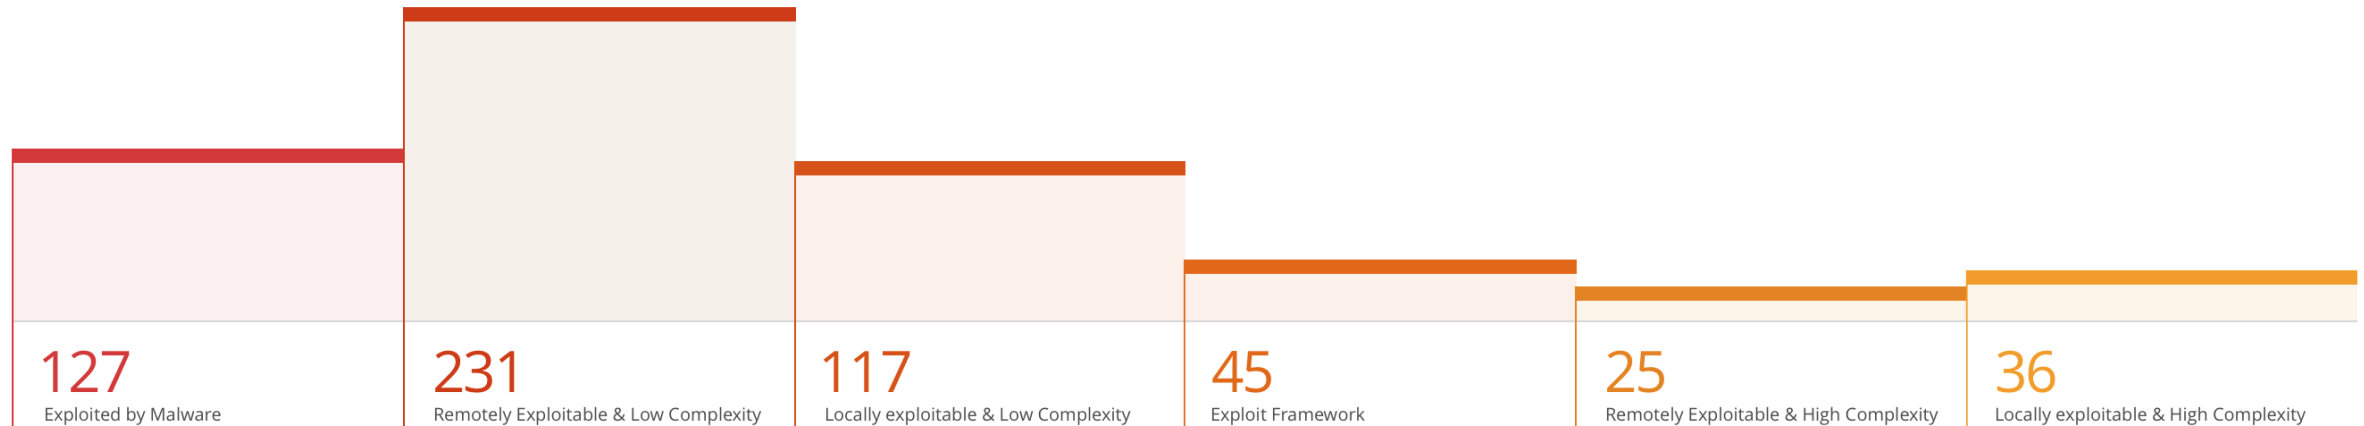 127
Exploited by Malware
231
Remotely Exploitable & Low Complexity
117
Locally exploitable & Low Complexity
45
Exploit Framework
25
Remotely Exploitable & High Complexity
36
Locally exploitable & High Complexity